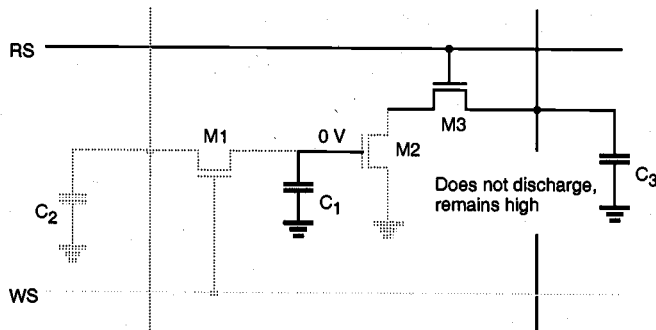 RS
M3
M1
0 V
M2
C1
C2
C3
Does not discharge,
remains high
WS